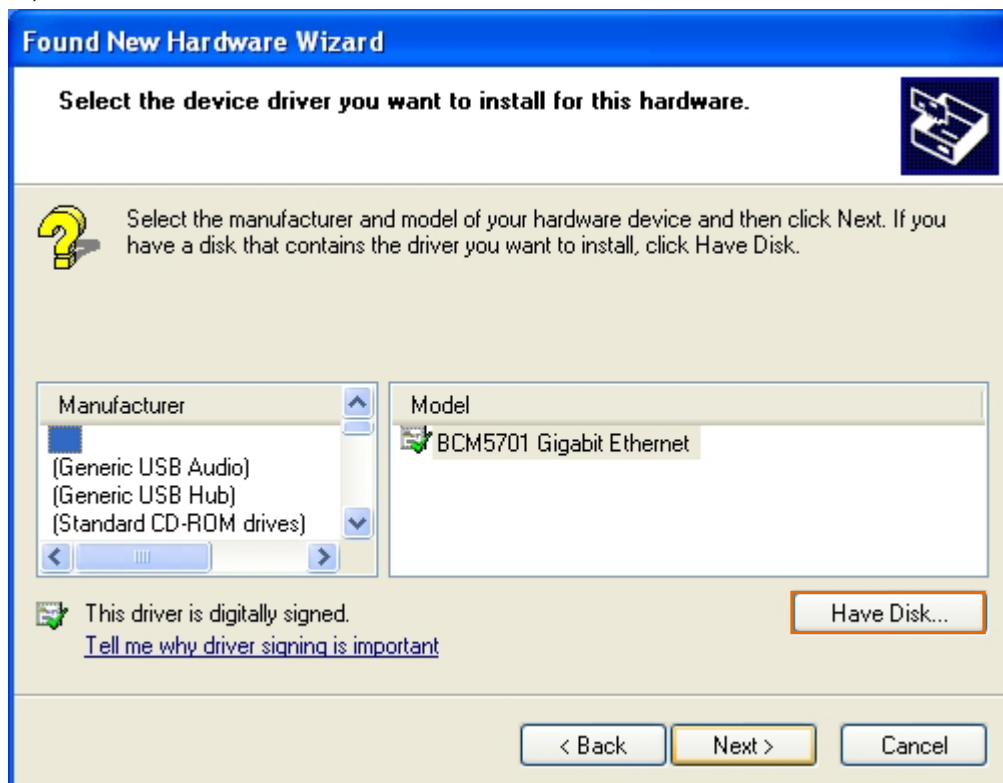 Found New Hardware Wizard
Select the device driver you want to install for this hardware.
Select the manufacturer and model of your hardware device and then click Next. If you
have a disk that contains the driver you want to install, click Have Disk.
Manufacturer
(Generic USB Audio)
(Generic USB Hub)
(Standard CD-ROM drives)
Model
BCM5701 Gigabit Ethernet
This driver is digitally signed.
Tell me why driver signing is important
Have Disk...
< Back
Next >
Cancel